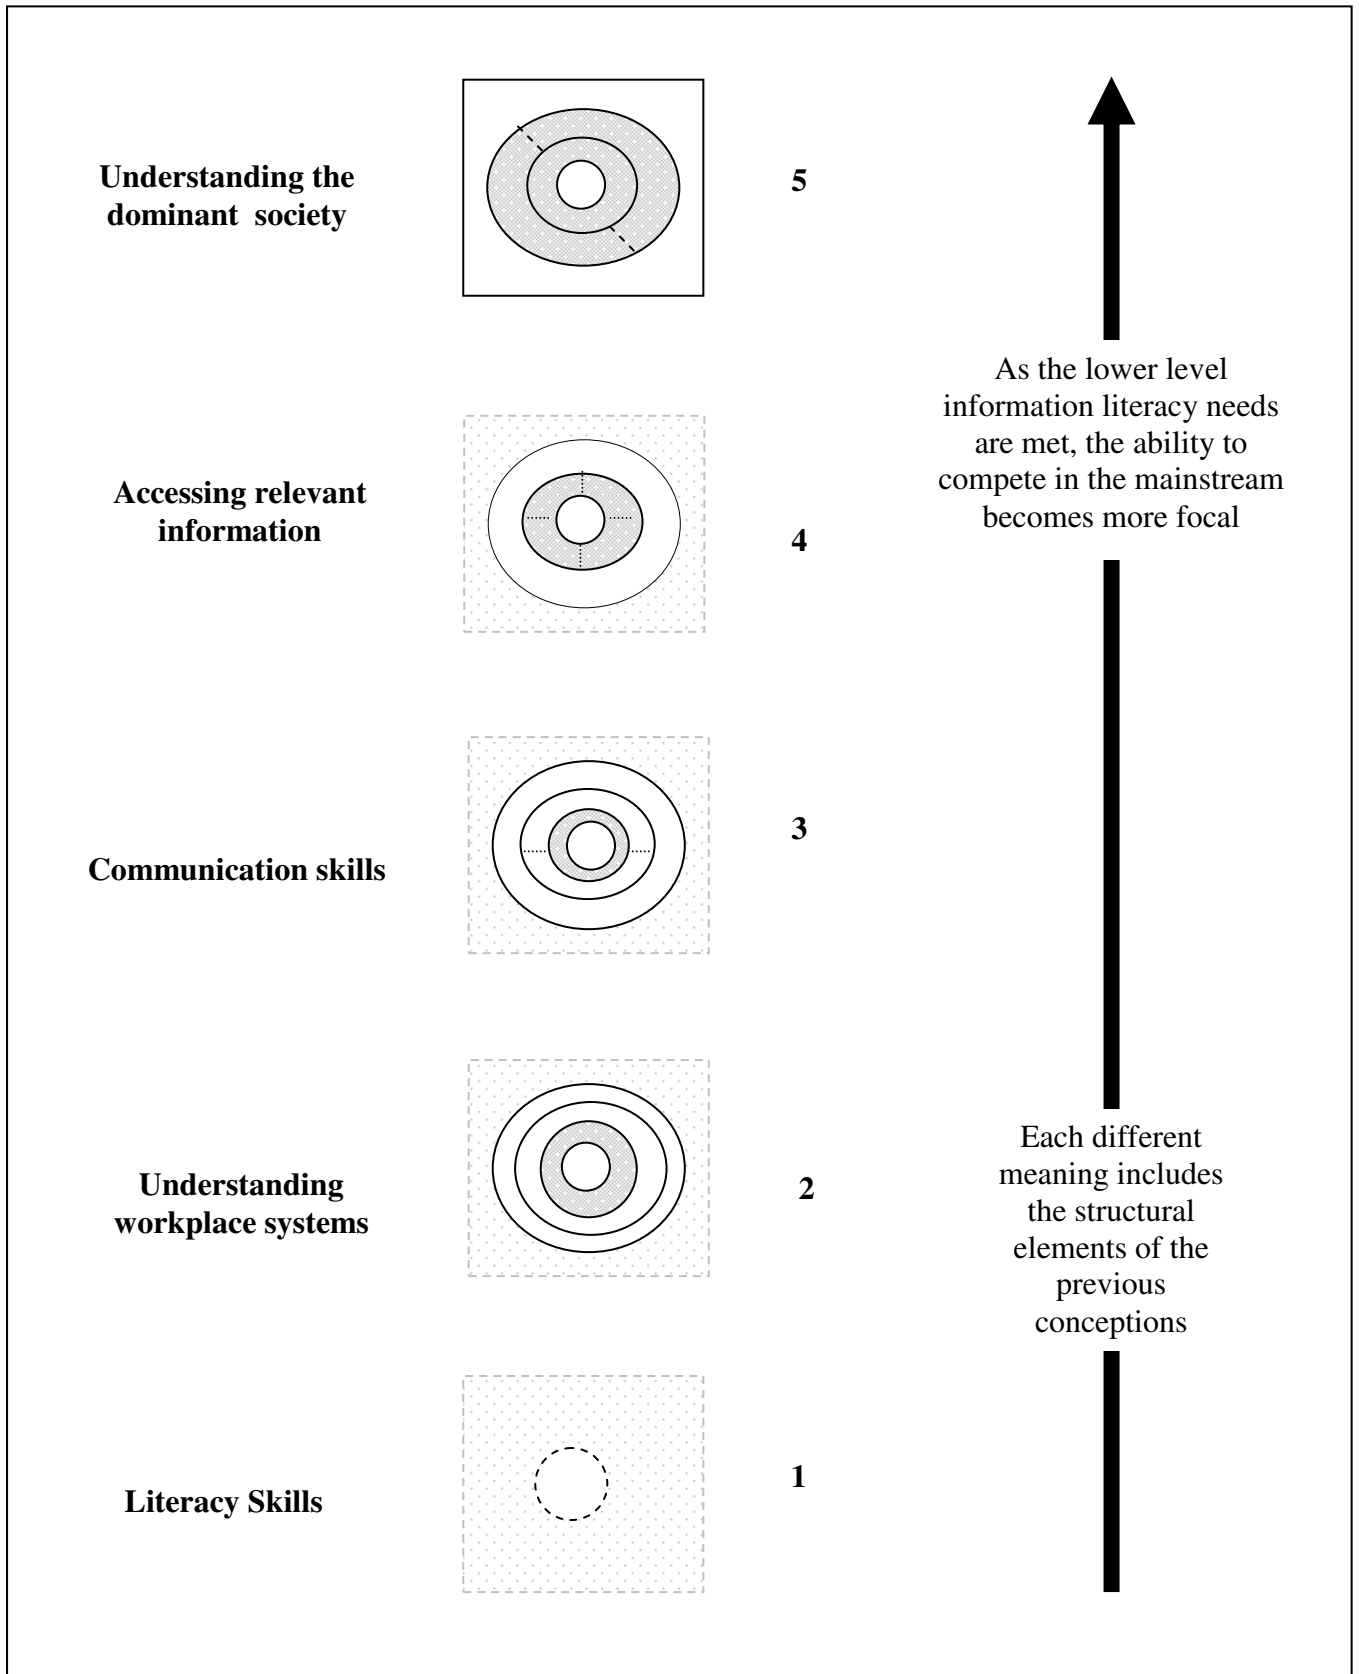 Understanding the
dominant society
5
As the lower level
information literacy needs
are met, the ability to
compete in the mainstream
becomes more focal
Accessing relevant
information
4
Communication skills
3
Understanding
workplace systems
2
Each different
meaning includes
the structural
elements of the
previous
conceptions
Literacy Skills
1